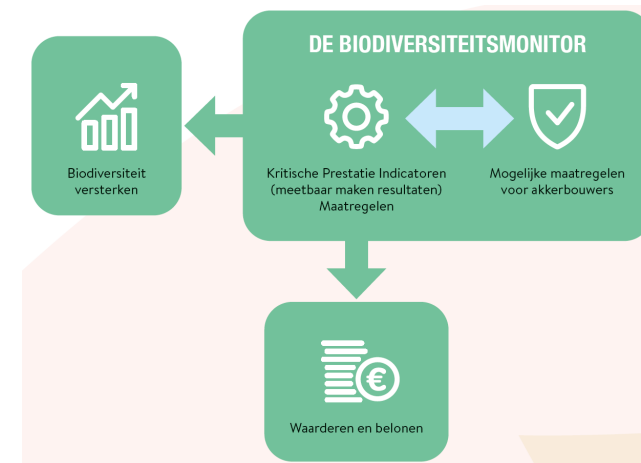 DE BIODIVERSITEITSMONITOR
Biodiversiteit
versterken
Kritische Prestatie Indicatoren
(meetbaar maken resultaten)
Maatregelen
Mogelijke maatregelen
voor akkerbouwers
€
Waarderen en belonen